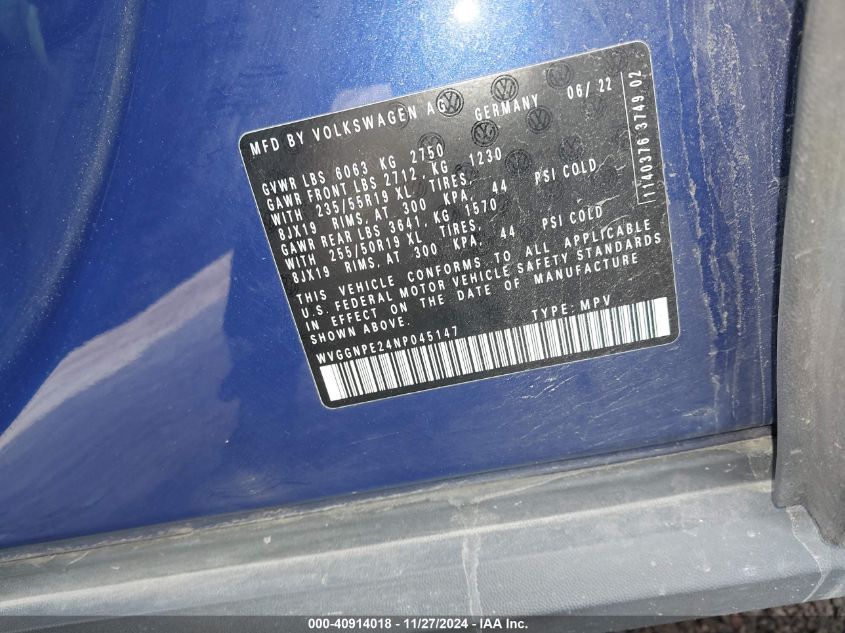 MFD BY VOLKSWAGEN AG GERMANY 06/22
GVWR LBS 6063 KG 2750
GAWR FRONT LBS 2712, KG 1230
WITH 235/55R19 XL TIRES,
8JX19 RIMS, AT 300 KPA, 44 PSI COLD
GAWR REAR LBS 3641, KG 1570
WITH 255/50R19 XL TIRES,
8JX19 RIMS, AT 300 KPA, 44 PSI COLD
THIS VEHICLE CONFORMS TO ALL APPLICABLE
U.S. FEDERAL MOTOR VEHICLE SAFETY STANDARDS
IN EFFECT ON THE DATE OF MANUFACTURE
SHOWN ABOVE.
WVGGNPE24NP045147 TYPE: MPV
1140376 3749 02
000-40914018 - 11/27/2024 - IAA Inc.